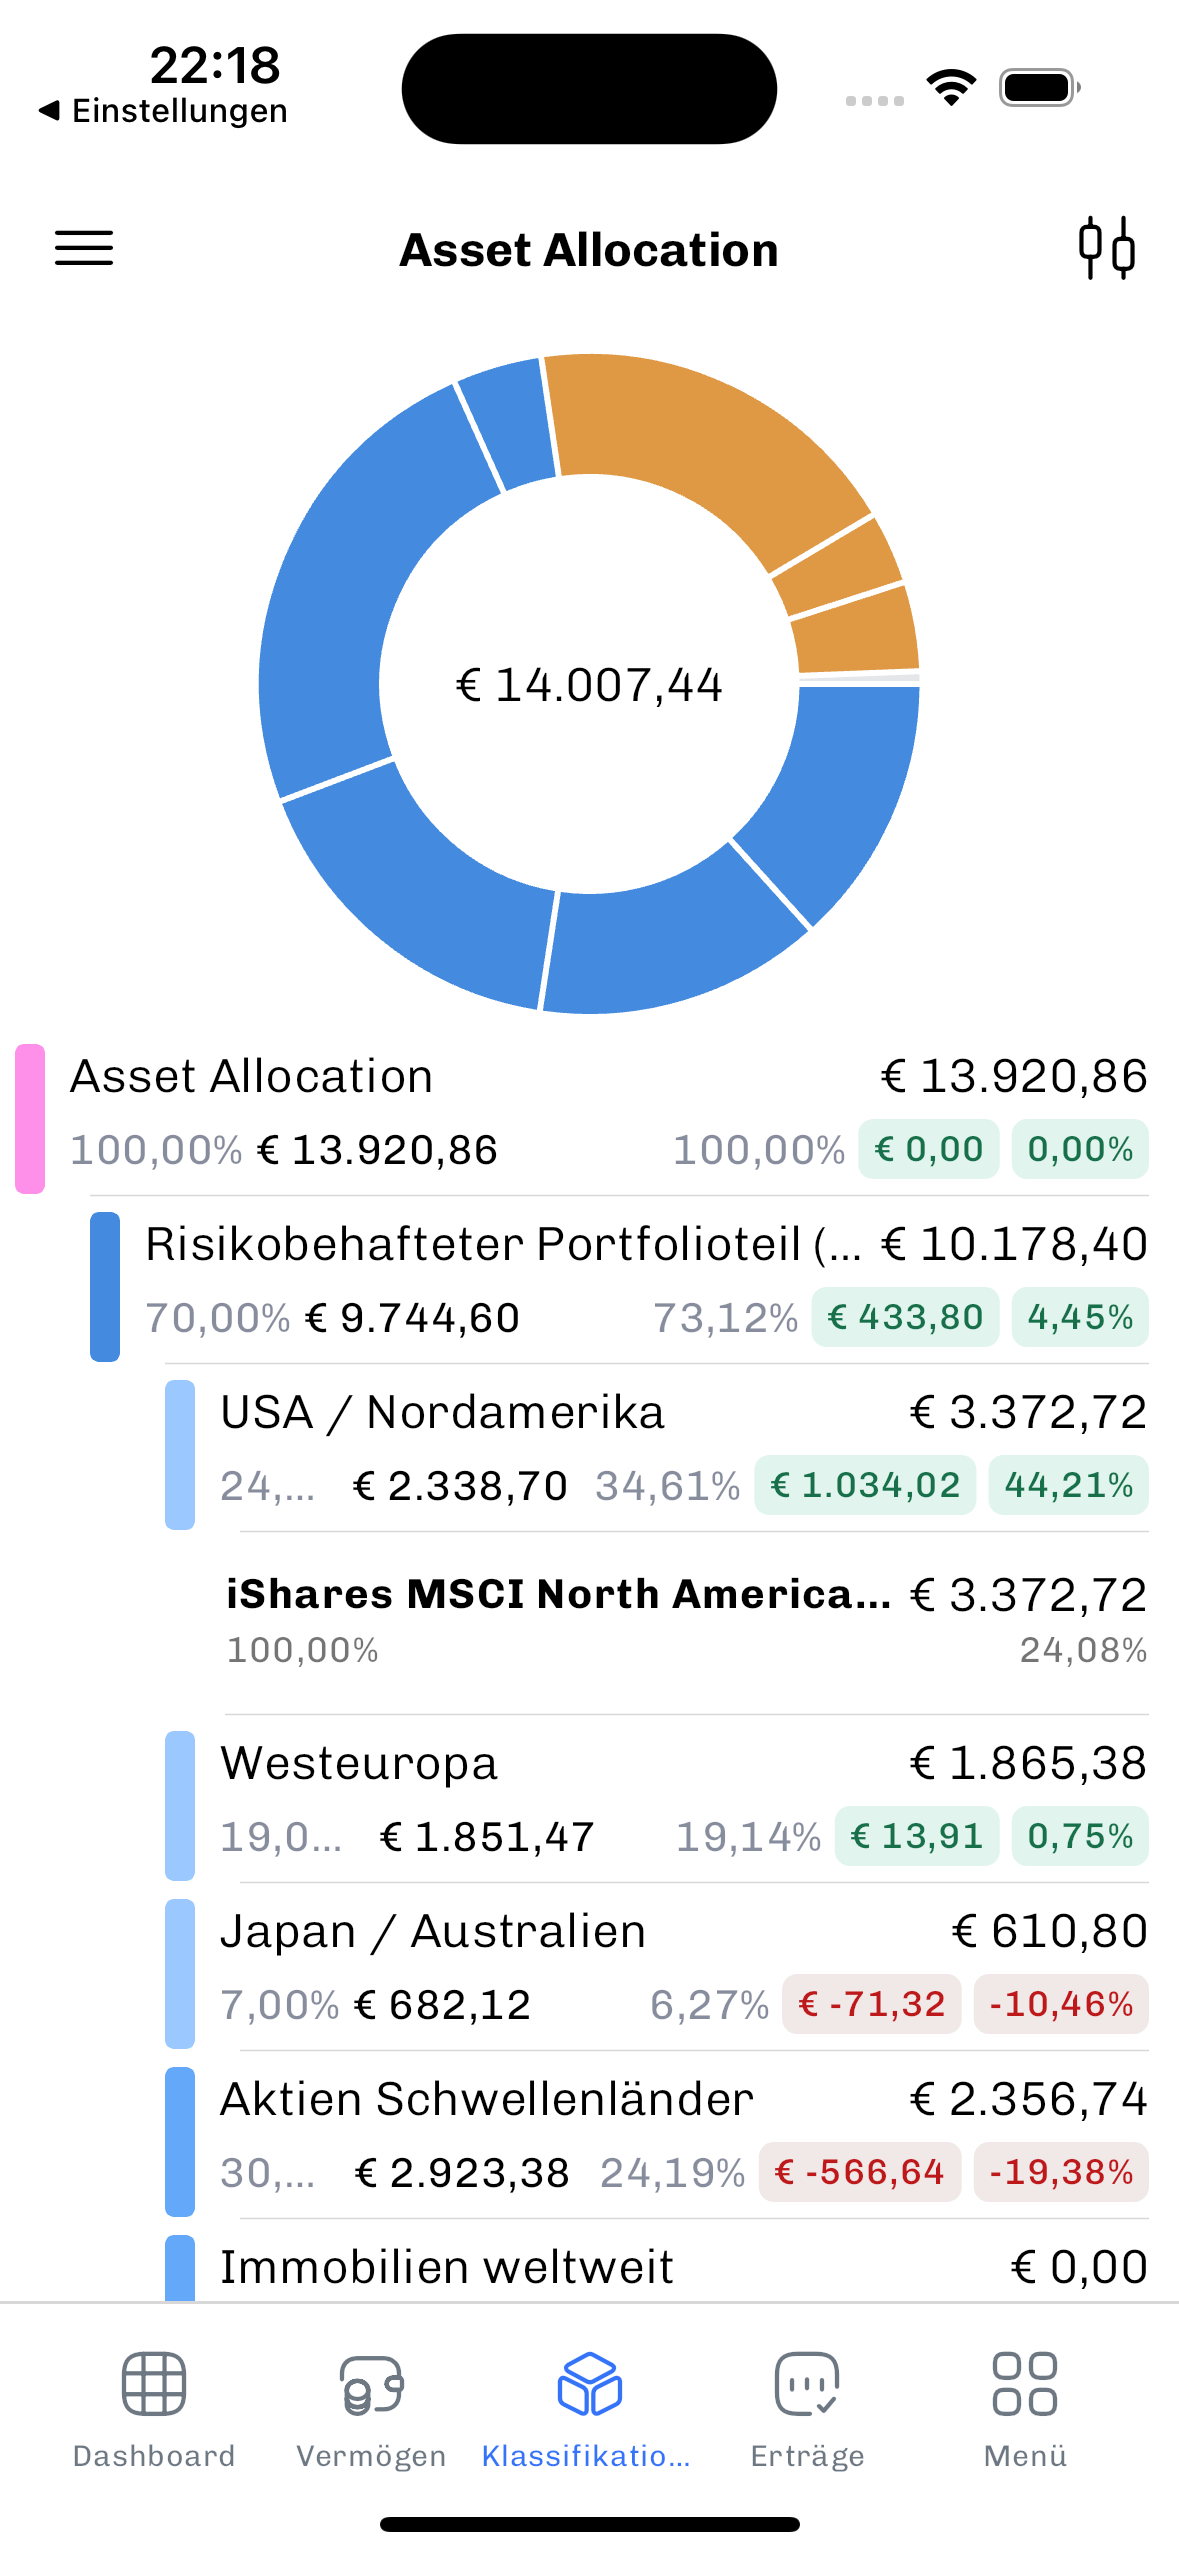 22:18
Einstellungen
Asset Allocation
€ 14.007,44
Asset Allocation € 13.920,86
100,00% € 13.920,86 100,00% € 0,00 0,00%
Risikobehafteter Portfolioteil (... € 10.178,40
70,00% € 9.744,60 73,12% € 433,80 4,45%
USA / Nordamerika € 3.372,72
24,... € 2.338,70 34,61% € 1.034,02 44,21%
iShares MSCI North America... € 3.372,72
100,00% 24,08%
Westeuropa € 1.865,38
19,0... € 1.851,47 19,14% € 13,91 0,75%
Japan / Australien € 610,80
7,00% € 682,12 6,27% € -71,32 -10,46%
Aktien Schwellenländer € 2.356,74
30,... € 2.923,38 24,19% € -566,64 -19,38%
Immobilien weltweit € 0,00
Dashboard Vermögen Klassifikatio... Erträge Menü